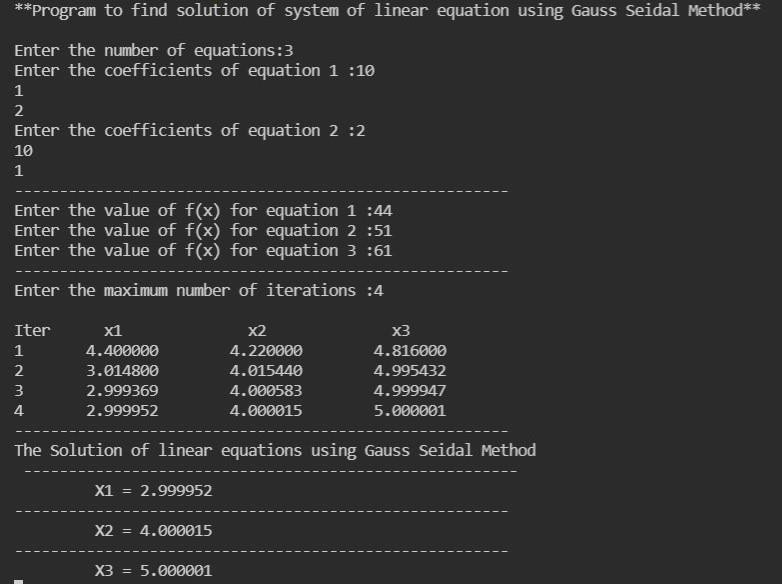 **Program to find solution of system of linear equation using Gauss Seidal Method**
Enter the number of equations:3
Enter the coefficients of equation 1 :10
1
2
Enter the coefficients of equation 2 :2
10
1
-------------------------------------------------------
Enter the value of f(x) for equation 1 :44
Enter the value of f(x) for equation 2 :51
Enter the value of f(x) for equation 3 :61
-------------------------------------------------------
Enter the maximum number of iterations :4
Iter x1 x2 x3
1 4.400000 4.220000 4.816000
2 3.014800 4.015440 4.995432
3 2.999369 4.000583 4.999947
4 2.999952 4.000015 5.000001
-------------------------------------------------------
The Solution of linear equations using Gauss Seidal Method
-------------------------------------------------------
X1 = 2.999952
-------------------------------------------------------
X2 = 4.000015
-------------------------------------------------------
X3 = 5.000001